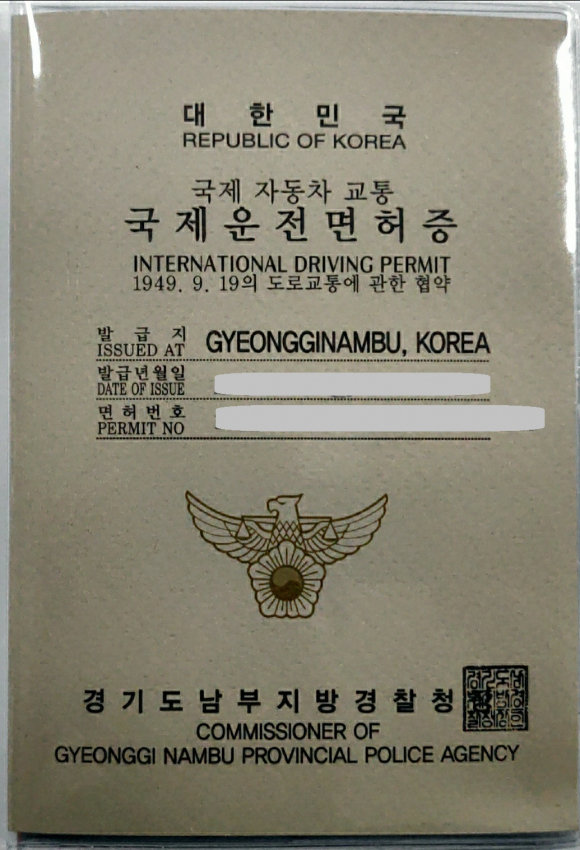 대한민국
REPUBLIC OF KOREA
국제 자동차 교통
국제운전면허증
INTERNATIONAL DRIVING PERMIT
1949. 9. 19의 도로교통에 관한 협약
발급지
ISSUED AT GYEONGGINAMBU, KOREA
발급년월일
DATE OF ISSUE
면허번호
PERMIT NO
경기도남부지방경찰청
COMMISSIONER OF
GYEONGGI NAMBU PROVINCIAL POLICE AGENCY